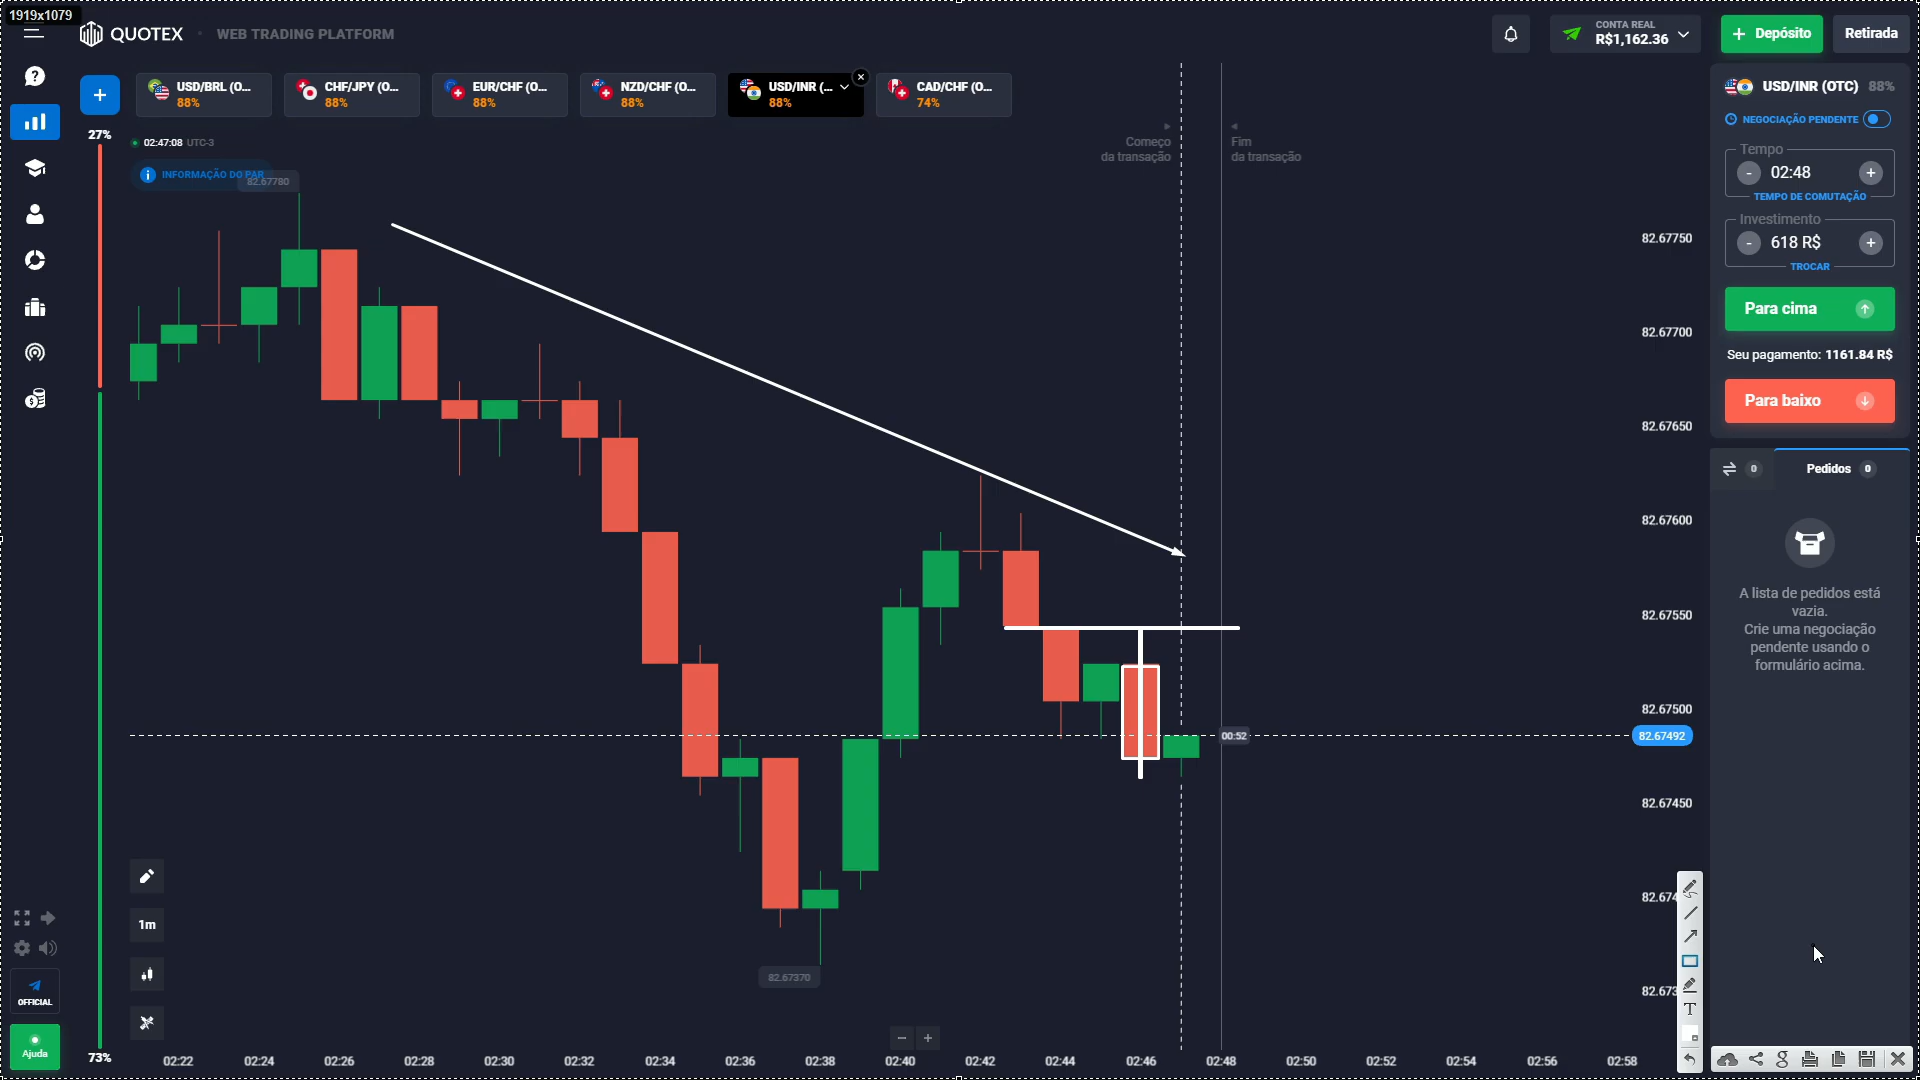 1919x1079
QUOTEX
WEB TRADING PLATFORM
CONTA REAL
R$1,162.36
Depósito
Retirada
USD/BRL (O...
88%
CHF/JPY (O...
88%
EUR/CHF (O...
88%
NZD/CHF (O...
88%
USD/INR (...
88%
CAD/CHF (O...
74%
27%
02:47:08 UTC-3
INFORMAÇÃO DO PAR
82.67780
Começo
da transação
Fim
da transação
82.67750
82.67700
82.67650
82.67600
82.67550
82.67500
82.67492
82.67450
82.674
82.673
00:52
82.67370
1m
OFFICIAL
Ajuda
73%
02:22
02:24
02:26
02:28
02:30
02:32
02:34
02:36
02:38
02:40
02:42
02:44
02:46
02:48
02:50
02:52
02:54
02:56
02:58
USD/INR (OTC) 88%
NEGOCIAÇÃO PENDENTE
Tempo
- 02:48 +
TEMPO DE COMUTAÇÃO
Investimento
- 618 R$ +
TROCAR
Para cima
Seu pagamento: 1161.84 R$
Para baixo
0
Pedidos 0
A lista de pedidos está
vazia.
Crie uma negociação
pendente usando o
formulário acima.